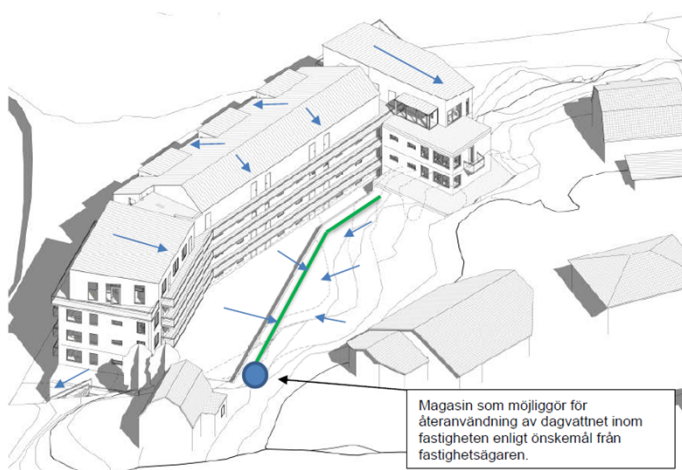 Magasin som möjliggör för
återanvändning av dagvattnet inom
fastigheten enligt önskemål från
fastighetsägaren.